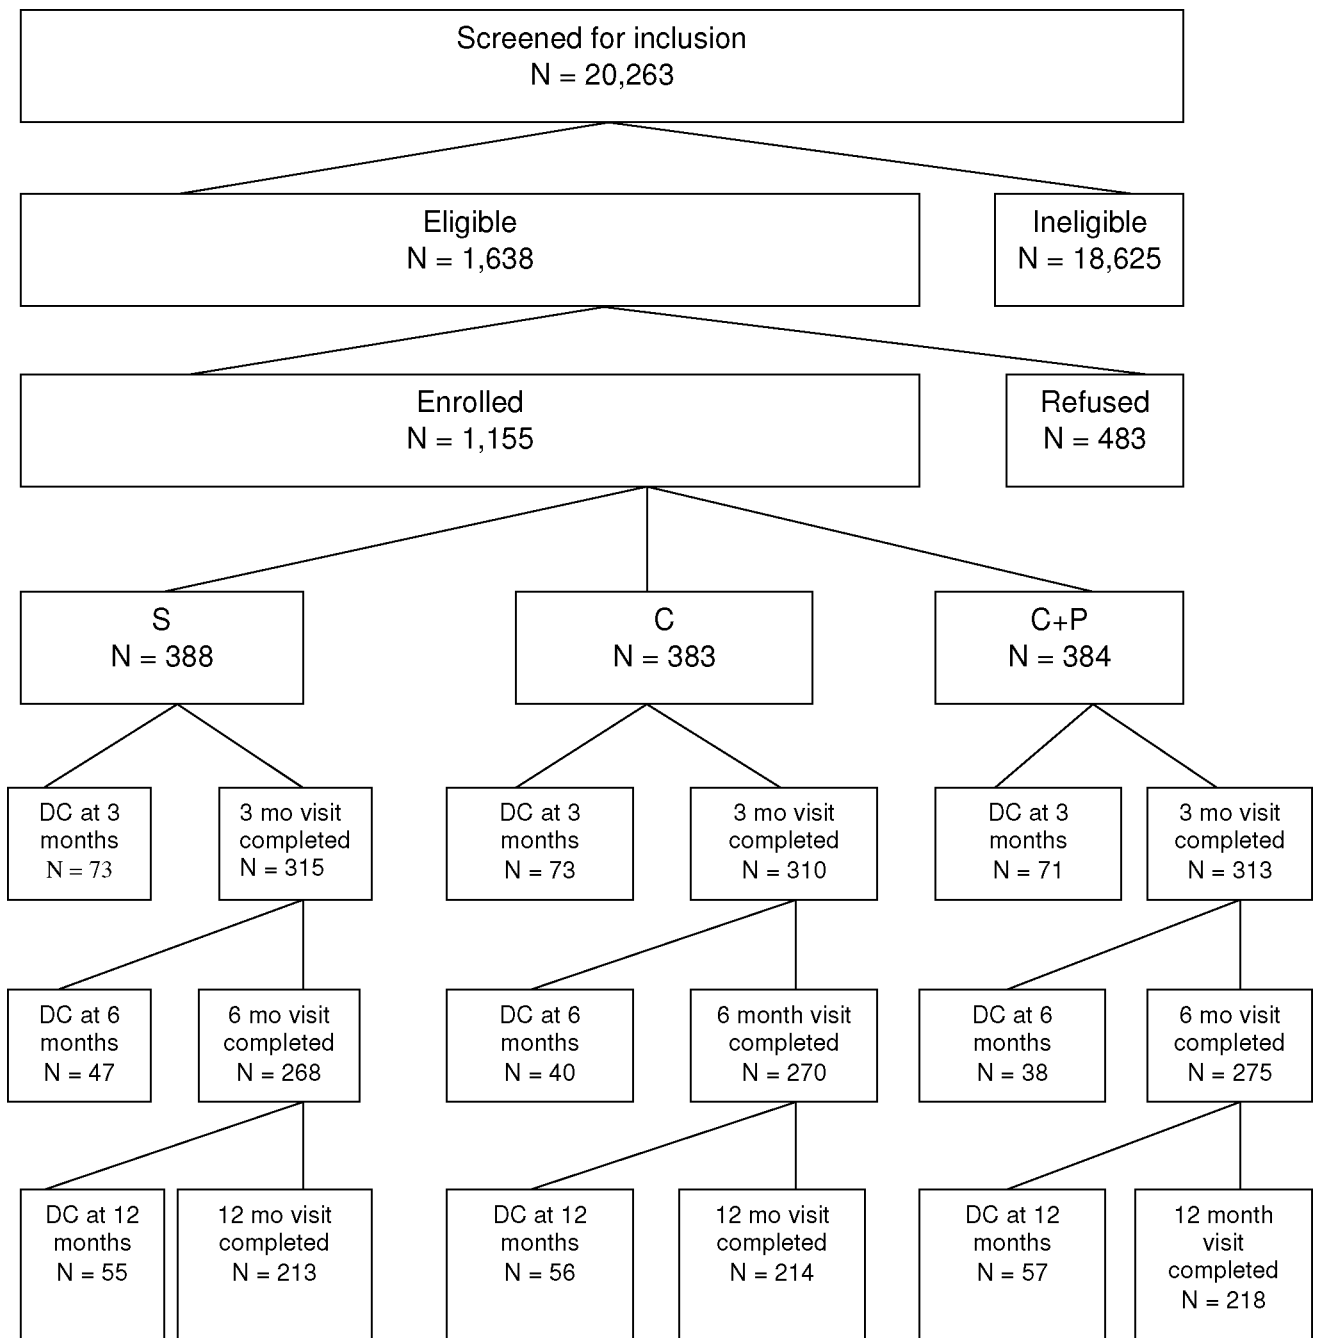 Screened for inclusion
N = 20,263
Eligible
N = 1,638
Ineligible
N = 18,625
Enrolled
N = 1,155
Refused
N = 483
S
N = 388
C
N = 383
C+P
N = 384
DC at 3
months
N = 73
3 mo visit
completed
N = 315
DC at 3
months
N = 73
3 mo visit
completed
N = 310
DC at 3
months
N = 71
3 mo visit
completed
N = 313
DC at 6
months
N = 47
6 mo visit
completed
N = 268
DC at 6
months
N = 40
6 month visit
completed
N = 270
DC at 6
months
N = 38
6 mo visit
completed
N = 275
DC at 12
months
N = 55
12 mo visit
completed
N = 213
DC at 12
months
N = 56
12 mo visit
completed
N = 214
DC at 12
months
N = 57
12 month
visit
completed
N = 218